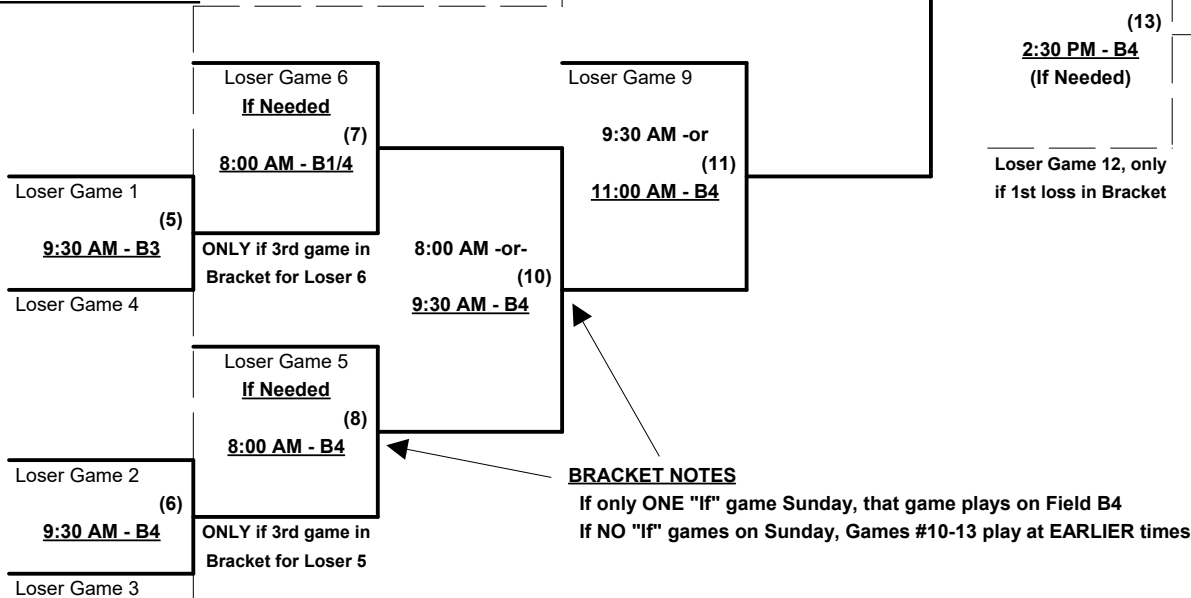 (13)
2:30 PM - B4
(If Needed)
Loser Game 6
If Needed
(7)
8:00 AM - B1/4
Loser Game 9
9:30 AM -or
(11)
11:00 AM - B4
Loser Game 12, only
if 1st loss in Bracket
Loser Game 1
(5)
9:30 AM - B3
Loser Game 4
ONLY if 3rd game in
Bracket for Loser 6
8:00 AM -or-
(10)
9:30 AM - B4
Loser Game 5
If Needed
(8)
8:00 AM - B4
Loser Game 2
(6)
9:30 AM - B4
Loser Game 3
ONLY if 3rd game in
Bracket for Loser 5
BRACKET NOTES
If only ONE "If" game Sunday, that game plays on Field B4
If NO "If" games on Sunday, Games #10-13 play at EARLIER times